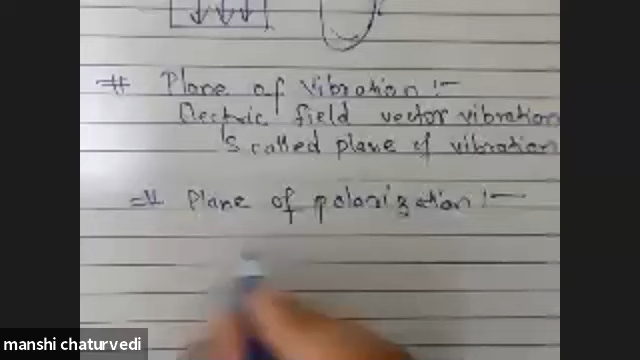 # Plane of vibration :-
Electric field vector vibration
is called plane of vibration
# Plane of polarization :-
manshi chaturvedi